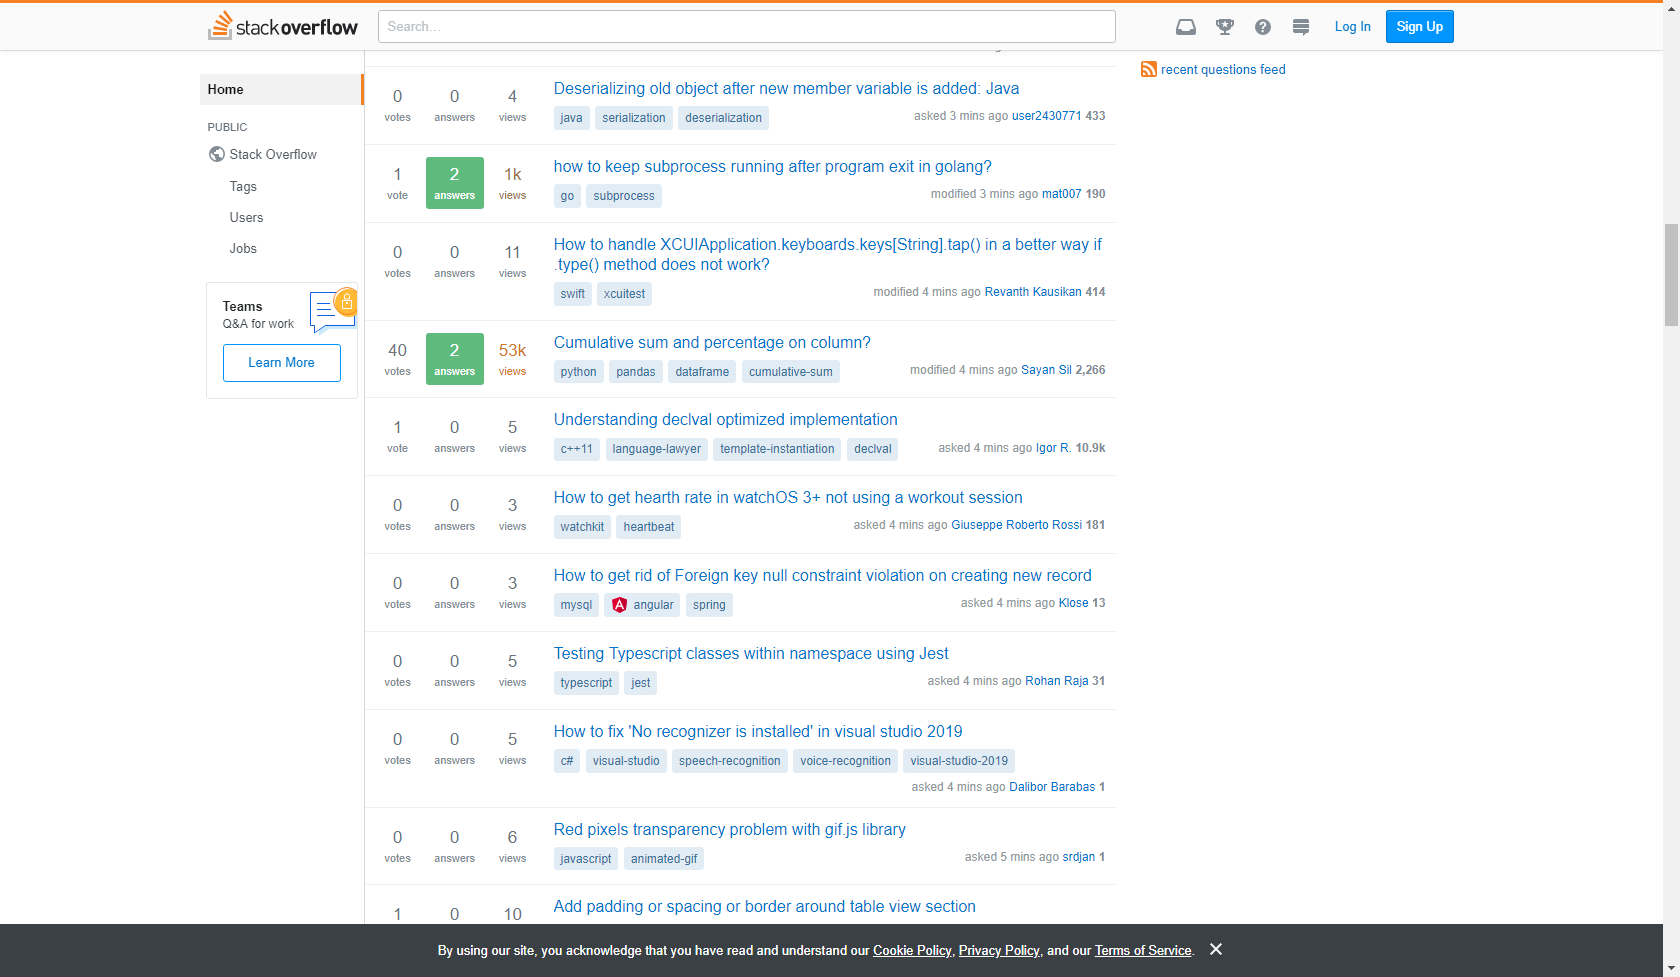 stackoverflow
Search...
Log In
Sign Up
Home
PUBLIC
Stack Overflow
Tags
Users
Jobs
Teams
Q&A for work
Learn More
recent questions feed
0 votes 0 answers 4 views
Deserializing old object after new member variable is added: Java
java serialization deserialization
asked 3 mins ago user2430771 433
1 vote 2 answers 1k views
how to keep subprocess running after program exit in golang?
go subprocess
modified 3 mins ago mat007 190
0 votes 0 answers 11 views
How to handle XCUIApplication.keyboards.keys[String].tap() in a better way if
.type() method does not work?
swift xcuitest
modified 4 mins ago Revanth Kausikan 414
40 votes 2 answers 53k views
Cumulative sum and percentage on column?
python pandas dataframe cumulative-sum
modified 4 mins ago Sayan Sil 2,266
1 vote 0 answers 5 views
Understanding declval optimized implementation
c++11 language-lawyer template-instantiation declval
asked 4 mins ago Igor R. 10.9k
0 votes 0 answers 3 views
How to get hearth rate in watchOS 3+ not using a workout session
watchkit heartbeat
asked 4 mins ago Giuseppe Roberto Rossi 181
0 votes 0 answers 3 views
How to get rid of Foreign key null constraint violation on creating new record
mysql angular spring
asked 4 mins ago Klose 13
0 votes 0 answers 5 views
Testing Typescript classes within namespace using Jest
typescript jest
asked 4 mins ago Rohan Raja 31
0 votes 0 answers 5 views
How to fix 'No recognizer is installed' in visual studio 2019
c# visual-studio speech-recognition voice-recognition visual-studio-2019
asked 4 mins ago Dalibor Barabas 1
0 votes 0 answers 6 views
Red pixels transparency problem with gif.js library
javascript animated-gif
asked 5 mins ago srdjan 1
1 0 10
Add padding or spacing or border around table view section
By using our site, you acknowledge that you have read and understand our Cookie Policy, Privacy Policy, and our Terms of Service.